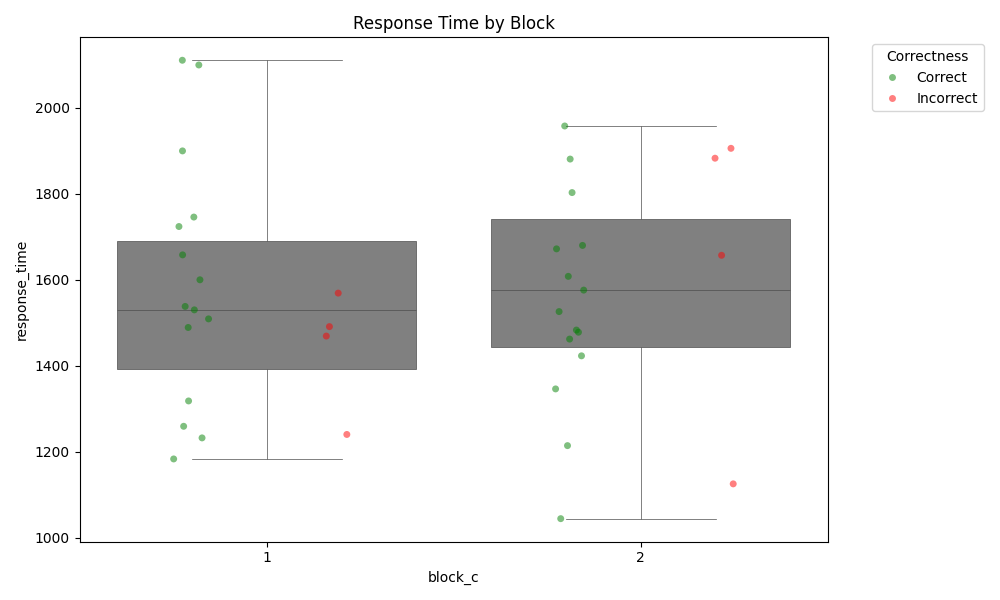 Response Time by Block
Correctness
Correct
Incorrect
response_time
2000
1800
1600
1400
1200
1000
1
2
block_c